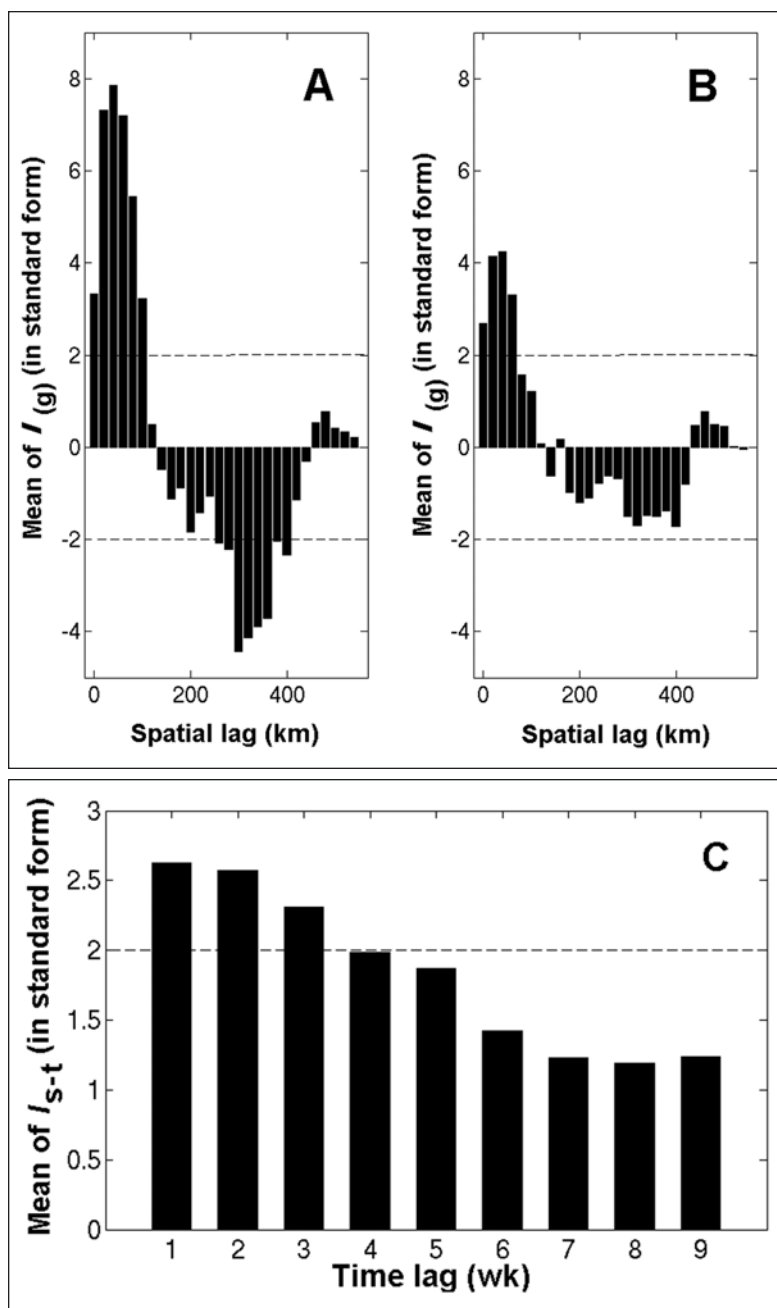 A
Mean of I (g) (in standard form)
8
6
4
2
0
-2
-4
0 200 400
Spatial lag (km)
B
Mean of I (g) (in standard form)
8
6
4
2
0
-2
-4
0 200 400
Spatial lag (km)
C
Mean of I s-t (in standard form)
3
2.5
2
1.5
1
0.5
0
1 2 3 4 5 6 7 8 9
Time lag (wk)